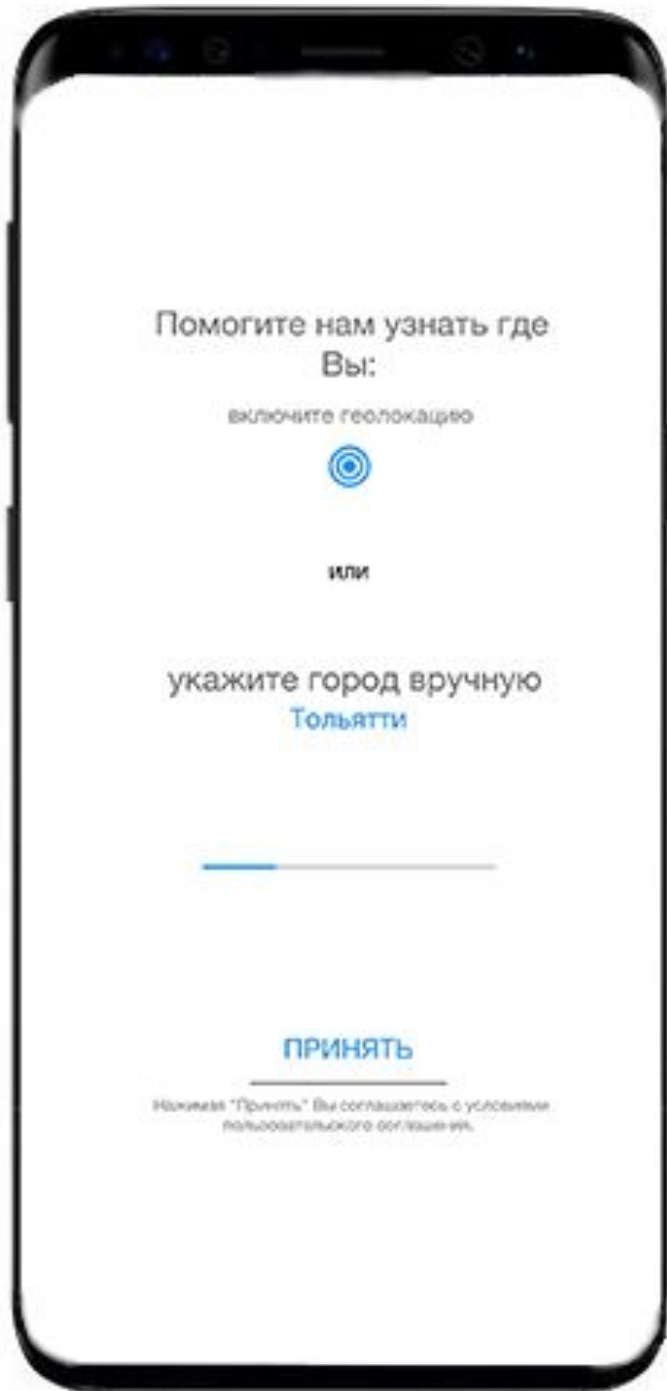 Помогите нам узнать где
Вы:
включите геолокацию
или
укажите город вручную
Тольятти
ПРИНЯТЬ
Нажимая "Принять" Вы соглашаетесь с условиями
пользовательского соглашения.